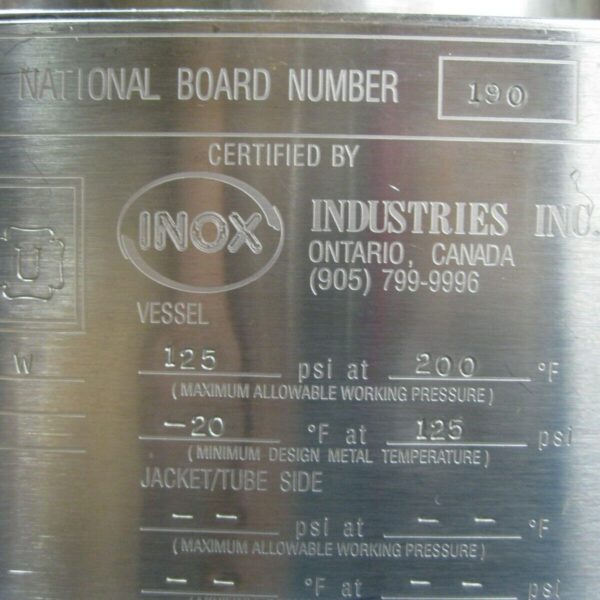 NATIONAL BOARD NUMBER 190
CERTIFIED BY
INOX INDUSTRIES INC.
ONTARIO, CANADA
(905) 799-9996
U
VESSEL
W
125 psi at 200 °F
(MAXIMUM ALLOWABLE WORKING PRESSURE)
-20 °F at 125 psi
(MINIMUM DESIGN METAL TEMPERATURE)
JACKET/TUBE SIDE
-- psi at -- °F
(MAXIMUM ALLOWABLE WORKING PRESSURE)
-- °F at -- psi